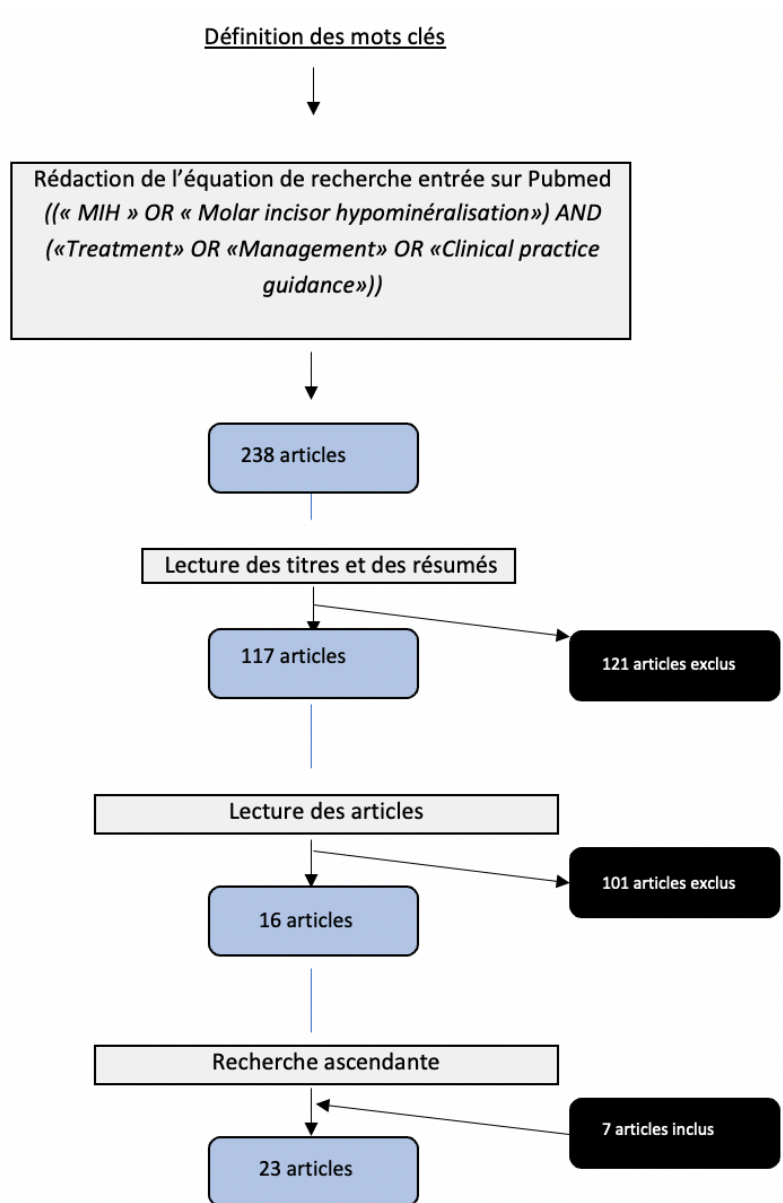 Définition des mots clés
Rédaction de l’équation de recherche entrée sur Pubmed
((« MIH » OR « Molar incisor hypominéralisation») AND
(«Treatment» OR «Management» OR «Clinical practice
guidance»))
238 articles
Lecture des titres et des résumés
117 articles
121 articles exclus
Lecture des articles
101 articles exclus
16 articles
Recherche ascendante
7 articles inclus
23 articles